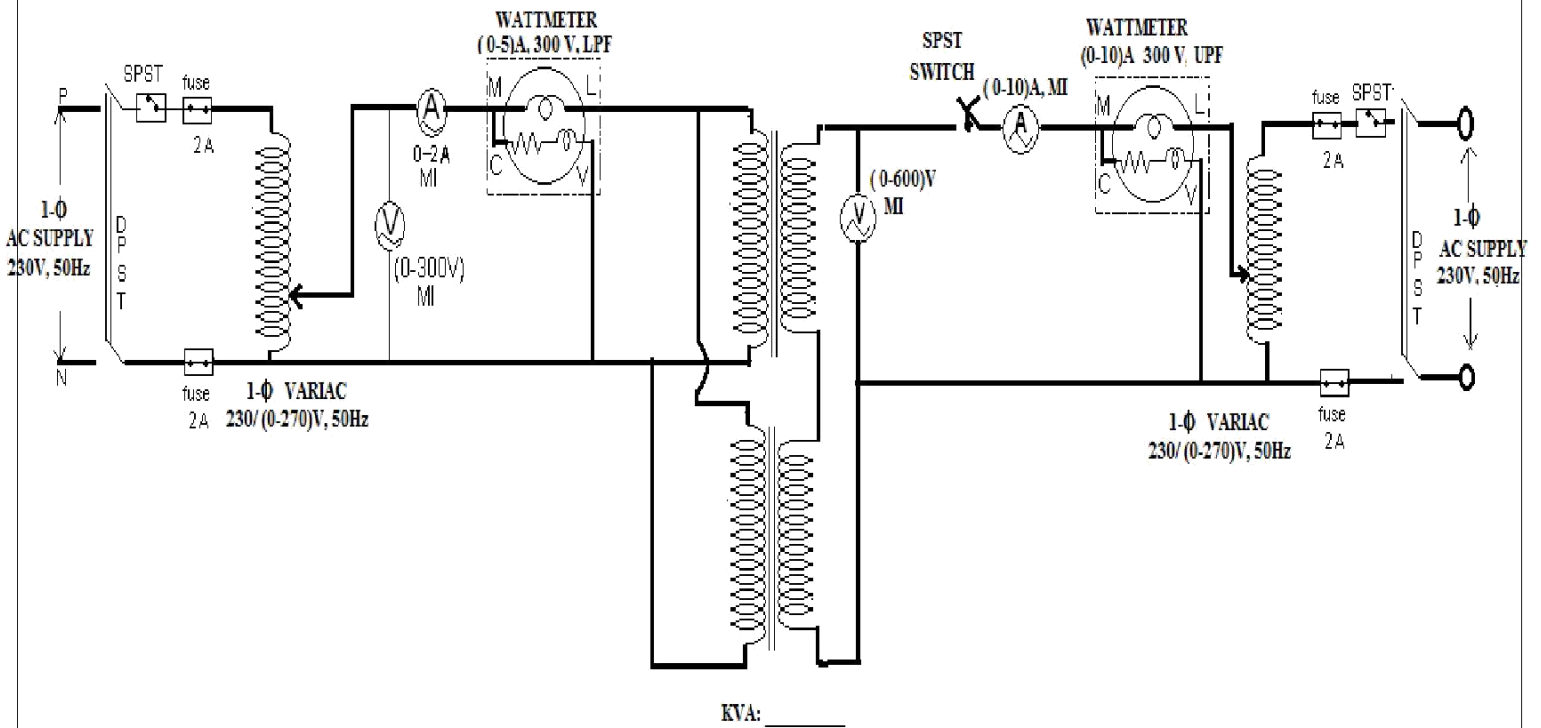 WATTMETER
( 0-5)A, 300 V, LPF
M
L
C
V
SPST
fuse
2A
P
1-Φ
AC SUPPLY
230V, 50Hz
N
D
P
S
T
A
0-2A
MI
V
(0-300V)
MI
fuse
2A
1-Φ VARIAC
230/ (0-270)V, 50Hz
SPST
SWITCH
( 0-10)A, MI
A
WATTMETER
(0-10)A 300 V, UPF
M
L
C
V
( 0-600)V
MI
V
fuse
SPST
2A
D
P
S
T
1-Φ
AC SUPPLY
230V, 50Hz
1-Φ VARIAC
230/ (0-270)V, 50Hz
fuse
2A
KVA: ________